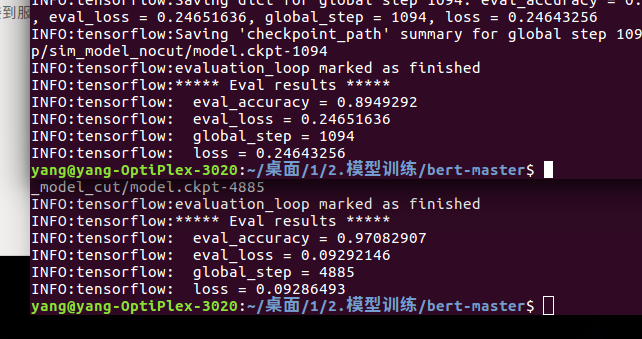 INFO:tensorflow:Saving dict for global step 1094: eval_accuracy = 0.
, eval_loss = 0.24651636, global_step = 1094, loss = 0.24643256
INFO:tensorflow:Saving 'checkpoint_path' summary for global step 109
p/sim_model_nocut/model.ckpt-1094
INFO:tensorflow:evaluation_loop marked as finished
INFO:tensorflow:***** Eval results *****
INFO:tensorflow:  eval_accuracy = 0.8949292
INFO:tensorflow:  eval_loss = 0.24651636
INFO:tensorflow:  global_step = 1094
INFO:tensorflow:  loss = 0.24643256
yang@yang-OptiPlex-3020:~/桌面/1/2.模型训练/bert-master$
_model_cut/model.ckpt-4885
INFO:tensorflow:evaluation_loop marked as finished
INFO:tensorflow:***** Eval results *****
INFO:tensorflow:  eval_accuracy = 0.97082907
INFO:tensorflow:  eval_loss = 0.09292146
INFO:tensorflow:  global_step = 4885
INFO:tensorflow:  loss = 0.09286493
yang@yang-OptiPlex-3020:~/桌面/1/2.模型训练/bert-master$